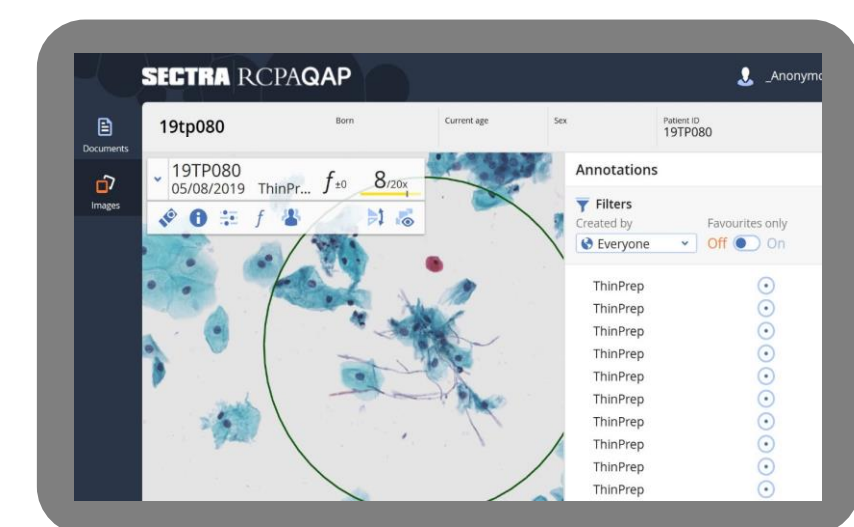 SECTRA RCPAQAP
_Anonymo
Documents
Images
19tp080
Born
Current age
Sex
Patient ID
19TP080
19TP080
05/08/2019 ThinPr... f±0 8/20x
f
Annotations
Filters
Created by Favourites only
Everyone Off On
ThinPrep
ThinPrep
ThinPrep
ThinPrep
ThinPrep
ThinPrep
ThinPrep
ThinPrep
ThinPrep
ThinPrep